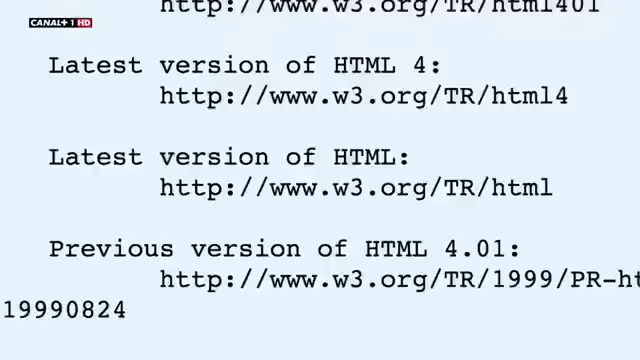 http://www.w3.org/TR/html401
CANAL+ 1 HD
Latest version of HTML 4:
http://www.w3.org/TR/html4
Latest version of HTML:
http://www.w3.org/TR/html
Previous version of HTML 4.01:
http://www.w3.org/TR/1999/PR-ht
19990824